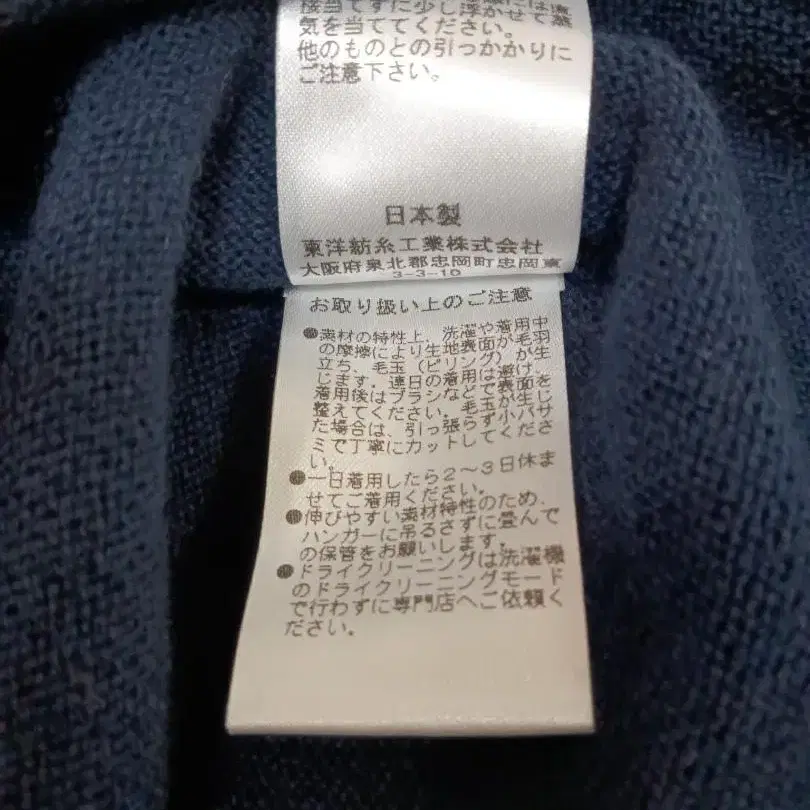 接当てずに少し浮かせて蒸
気を当ててください。
他のものとの引っかかりに
ご注意下さい。
日本製
東洋紡糸工業株式会社
大阪府泉北郡忠岡町忠岡東
3-3-10
お取り扱い上のご注意
●素材の特性上、洗濯や着用中
の摩擦により生地表面が毛羽
立ち、毛玉（ピリング）が生
じます。連日の着用は避け、
着用後はブラシなどで表面を
整えてください。毛玉が生じ
た場合は、引っ張らず小バサ
ミで丁寧にカットしてくださ
い。
●一日着用したら2～3日休ま
せてご着用ください。
●伸びやすい素材特性のため、
ハンガーに吊るさずに畳んで
の保管をお願いします。
●ドライクリーニングは洗濯機
のドライクリーニングモード
で行わずに専門店へご依頼く
ださい。